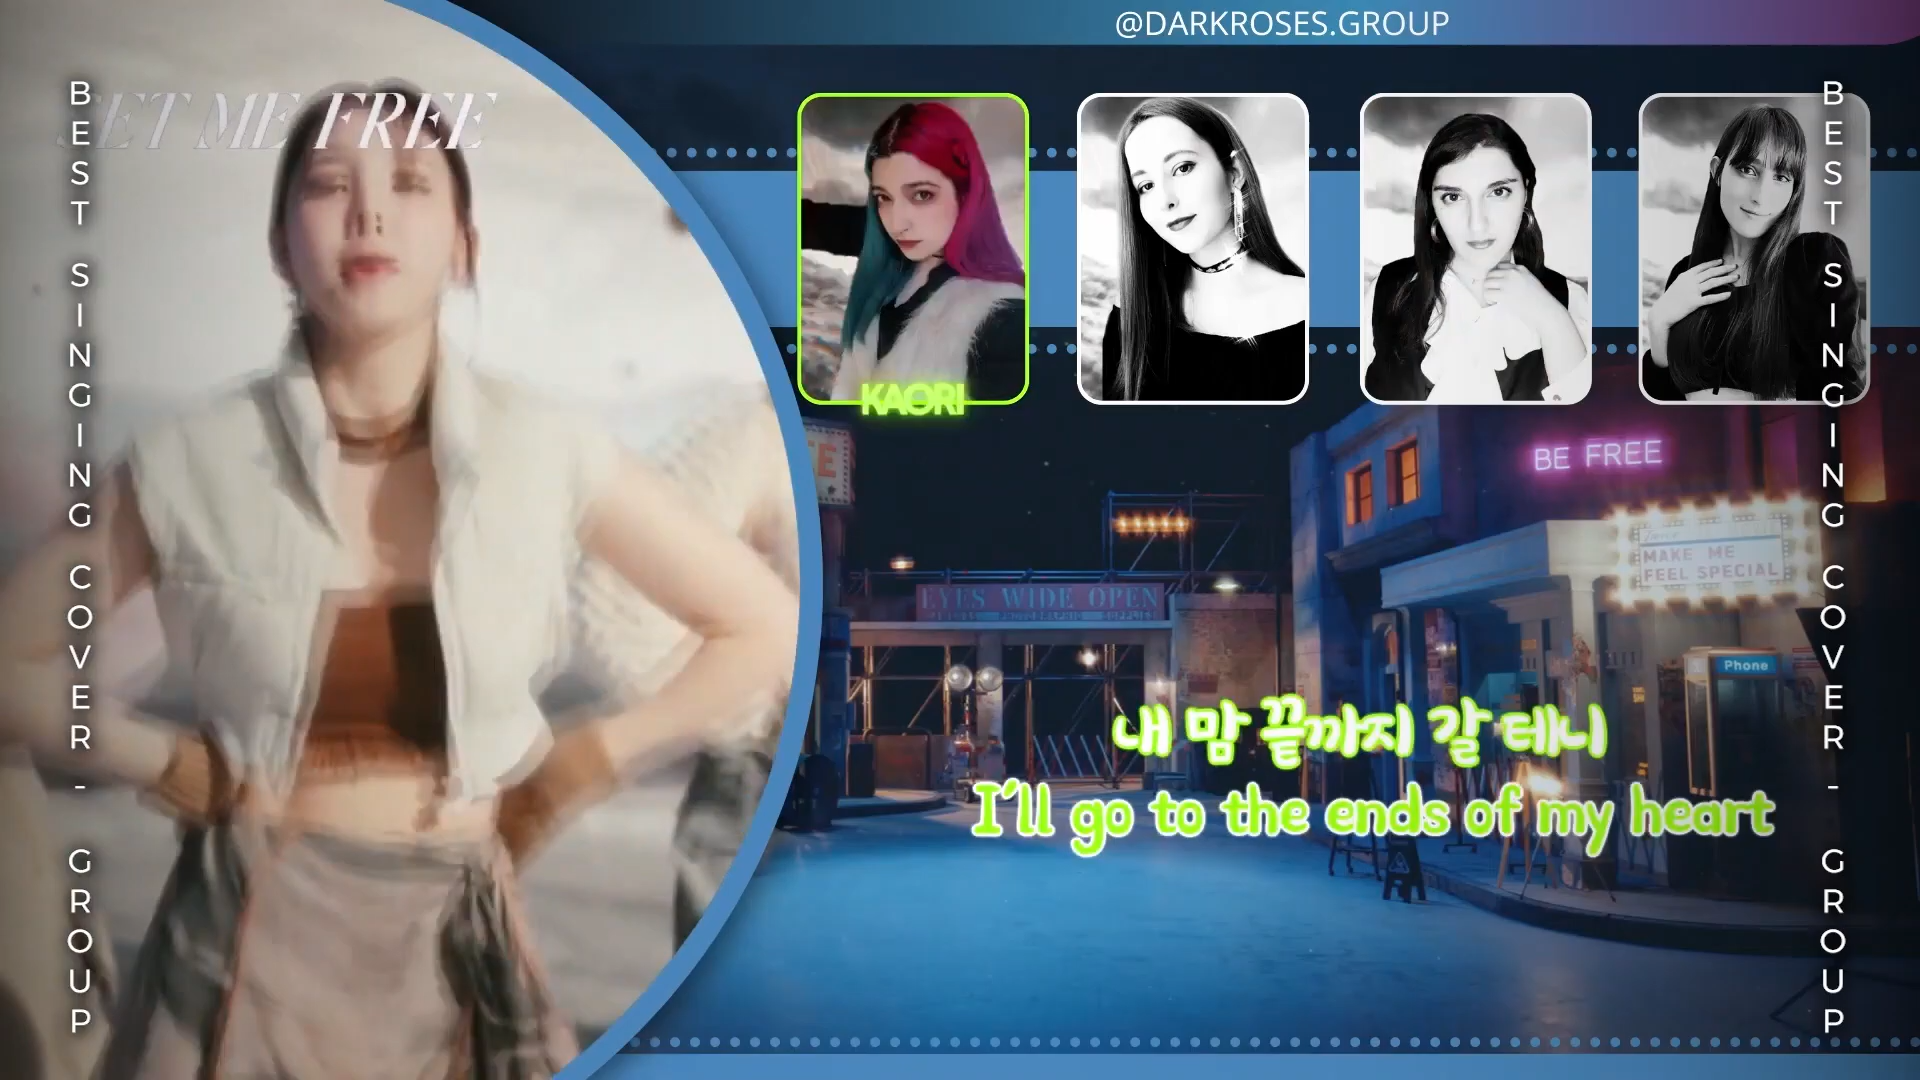 @DARKROSES.GROUP
SET ME FREE
BEST SINGING COVER - GROUP
BEST SINGING COVER - GROUP
KAORI
BE FREE
MAKE ME
FEEL SPECIAL
EYES WIDE OPEN
Phone
내 맘 끝까지 갈 테니
I'll go to the ends of my heart